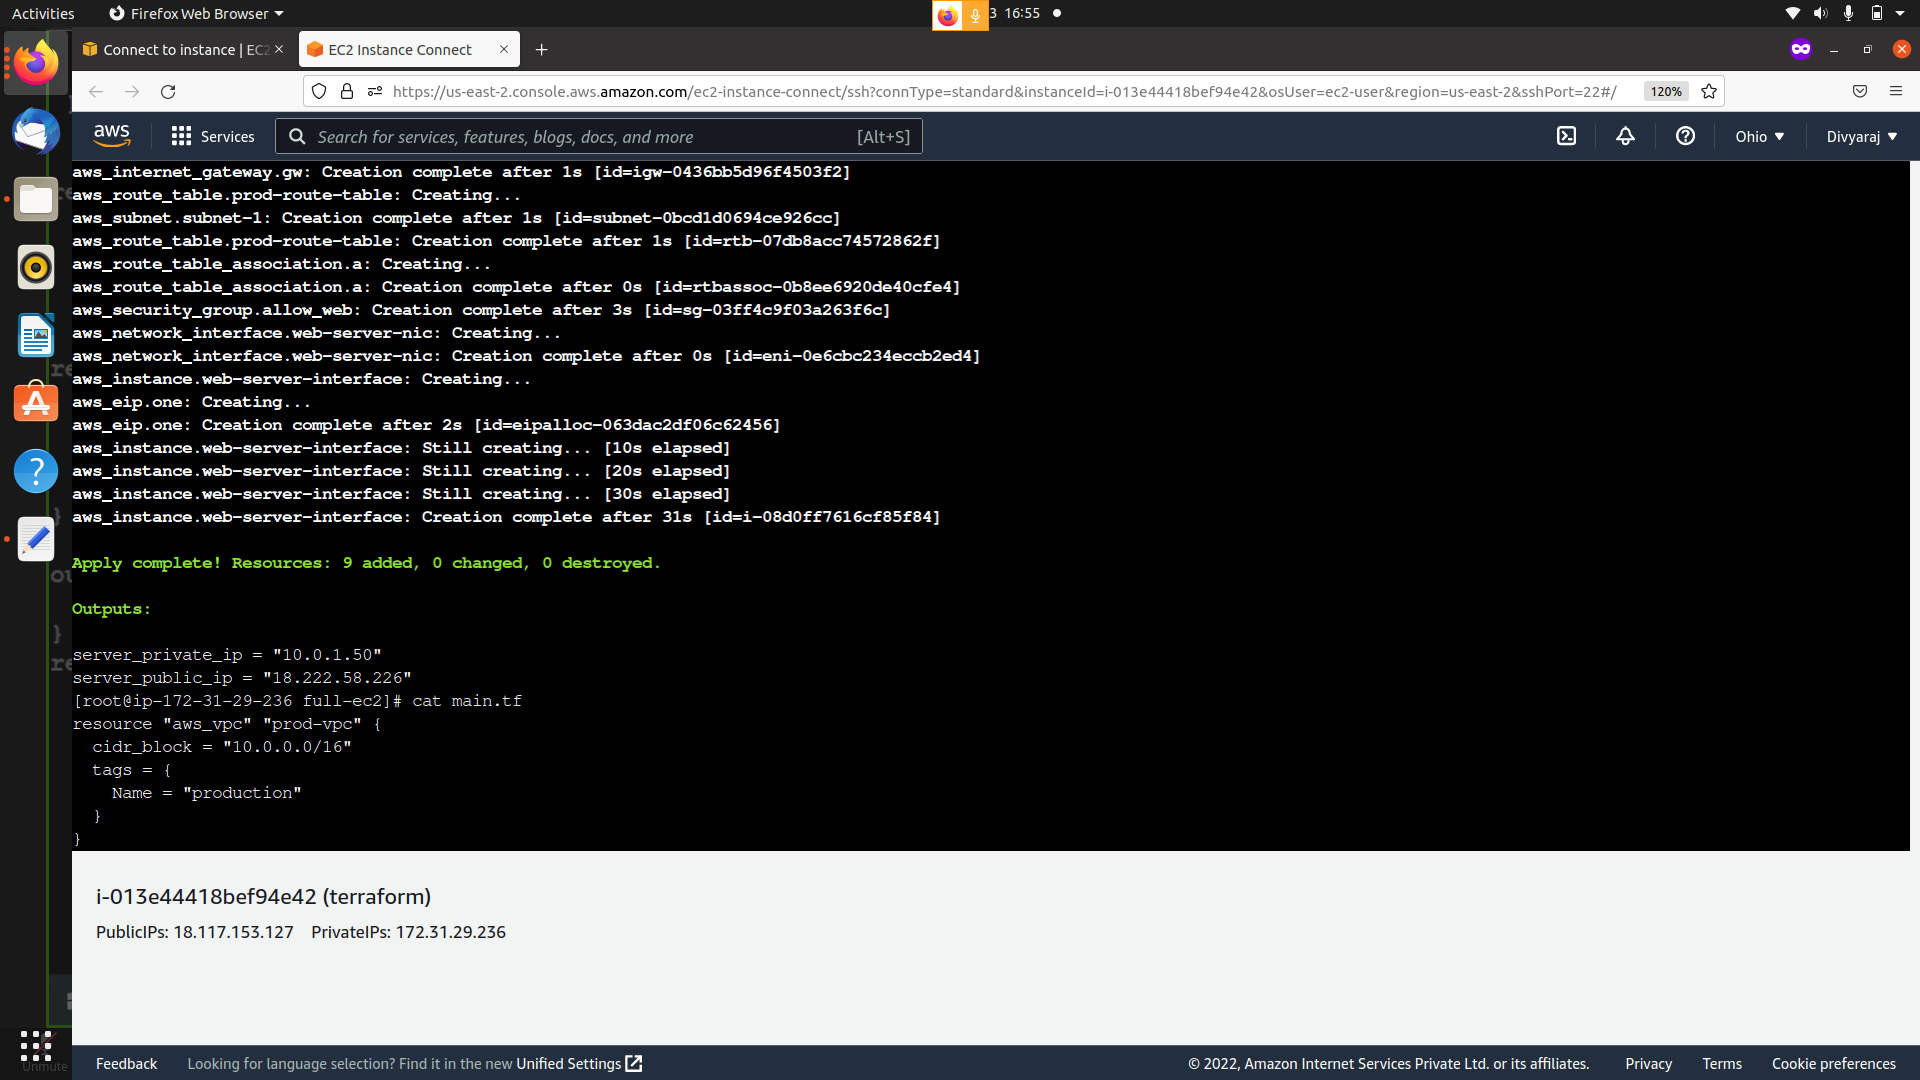 Activities
Firefox Web Browser
3 16:55
Connect to instance | EC2
EC2 Instance Connect
https://us-east-2.console.aws.amazon.com/ec2-instance-connect/ssh?connType=standard&instanceId=i-013e44418bef94e42&osUser=ec2-user&region=us-east-2&sshPort=22#/
120%
aws
Services
Search for services, features, blogs, docs, and more
[Alt+S]
Ohio
Divyaraj
aws_internet_gateway.gw: Creation complete after 1s [id=igw-0436bb5d96f4503f2]
aws_route_table.prod-route-table: Creating...
aws_subnet.subnet-1: Creation complete after 1s [id=subnet-0bcd1d0694ce926cc]
aws_route_table.prod-route-table: Creation complete after 1s [id=rtb-07db8acc74572862f]
aws_route_table_association.a: Creating...
aws_route_table_association.a: Creation complete after 0s [id=rtbassoc-0b8ee6920de40cfe4]
aws_security_group.allow_web: Creation complete after 3s [id=sg-03ff4c9f03a263f6c]
aws_network_interface.web-server-nic: Creating...
aws_network_interface.web-server-nic: Creation complete after 0s [id=eni-0e6cbc234eccb2ed4]
aws_instance.web-server-interface: Creating...
aws_eip.one: Creating...
aws_eip.one: Creation complete after 2s [id=eipalloc-063dac2df06c62456]
aws_instance.web-server-interface: Still creating... [10s elapsed]
aws_instance.web-server-interface: Still creating... [20s elapsed]
aws_instance.web-server-interface: Still creating... [30s elapsed]
aws_instance.web-server-interface: Creation complete after 31s [id=i-08d0ff7616cf85f84]
Apply complete! Resources: 9 added, 0 changed, 0 destroyed.
Outputs:
server_private_ip = "10.0.1.50"
server_public_ip = "18.222.58.226"
[root@ip-172-31-29-236 full-ec2]# cat main.tf
resource "aws_vpc" "prod-vpc" {
cidr_block = "10.0.0.0/16"
tags = {
Name = "production"
}
}
i-013e44418bef94e42 (terraform)
PublicIPs: 18.117.153.127 PrivateIPs: 172.31.29.236
Unmute
Feedback
Looking for language selection? Find it in the new Unified Settings
© 2022, Amazon Internet Services Private Ltd. or its affiliates.
Privacy
Terms
Cookie preferences